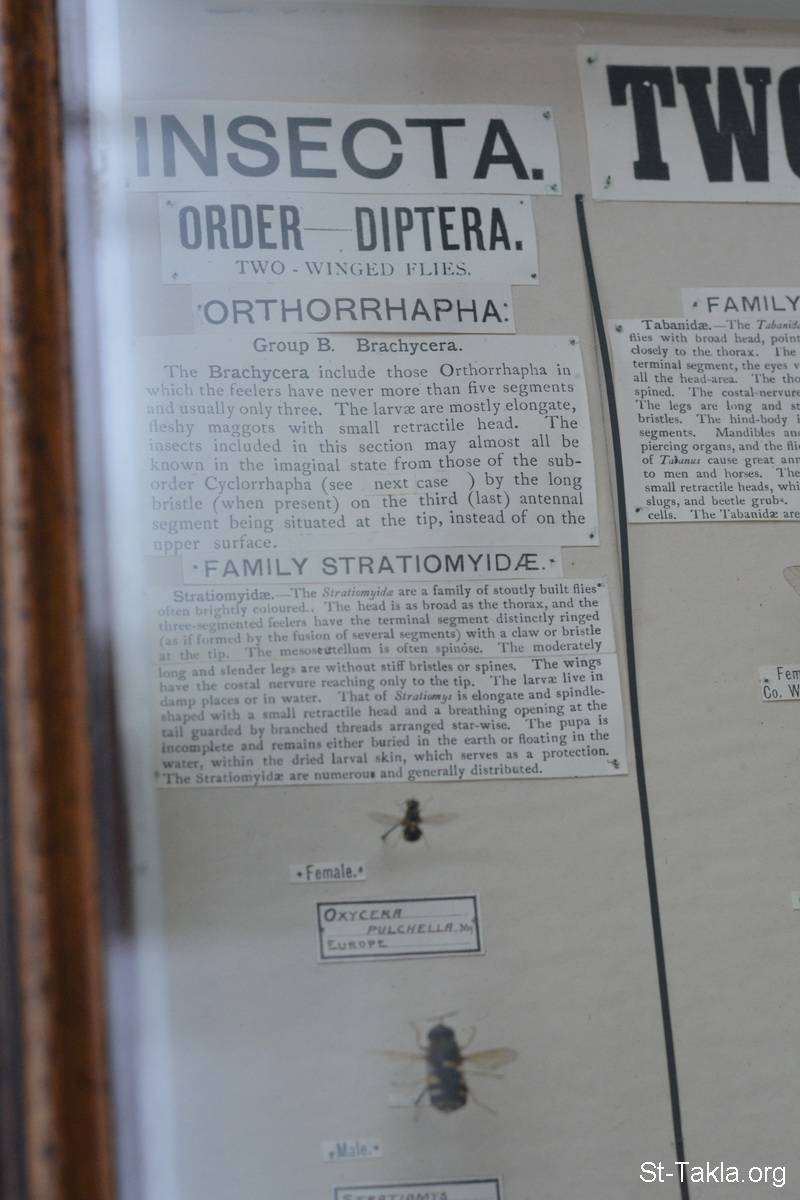 INSECTA.
ORDER—DIPTERA.
TWO-WINGED FLIES.
ORTHORRHAPHA:
Group B. Brachycera.
The Brachycera include those Orthorrhapha in
which the feelers have never more than five segments
and usually only three. The larvæ are mostly elongate,
fleshy maggots with small retractile head. The
insects included in this section may almost all be
known in the imaginal state from those of the sub-
order Cyclorrhapha (see next case ) by the long
bristle (when present) on the third (last) antennal
segment being situated at the tip, instead of on the
upper surface.
FAMILY STRATIOMYIDÆ.
Stratiomyidæ.—The Stratiomyidæ are a family of stoutly built flies
often brightly coloured.. The head is as broad as the thorax, and the
three-segmented feelers have the terminal segment distinctly ringed
(as if formed by the fusion of several segments) with a claw or bristle
at the tip. The mesoscutellum is often spinose. The moderately
long and slender legs are without stiff bristles or spines. The wings
have the costal nervure reaching only to the tip. The larvæ live in
damp places or in water. That of Stratiomys is elongate and spindle-
shaped with a small retractile head and a breathing opening at the
tail guarded by branched threads arranged star-wise. The pupa is
incomplete and remains either buried in the earth or floating in the
water, within the dried larval skin, which serves as a protection.
The Stratiomyidæ are numerous and generally distributed.
Female.
OXYCERA
PULCHELLA. Mg
EUROPE
Male.
STRATIOMYIA
TWO
FAMILY
Tabanidæ.—The
flies with broad head,
closely to the thorax. The
terminal segment, the eyes
all the head-area. The
spined. The costal nervure
The legs are long and
bristles. The hind-body
segments. Mandibles
piercing organs, and the
of Tabanus cause great
to men and horses. The
small retractile heads,
slugs, and beetle grubs.
cells. The Tabanidæ are
Co. W
St-Takla.org